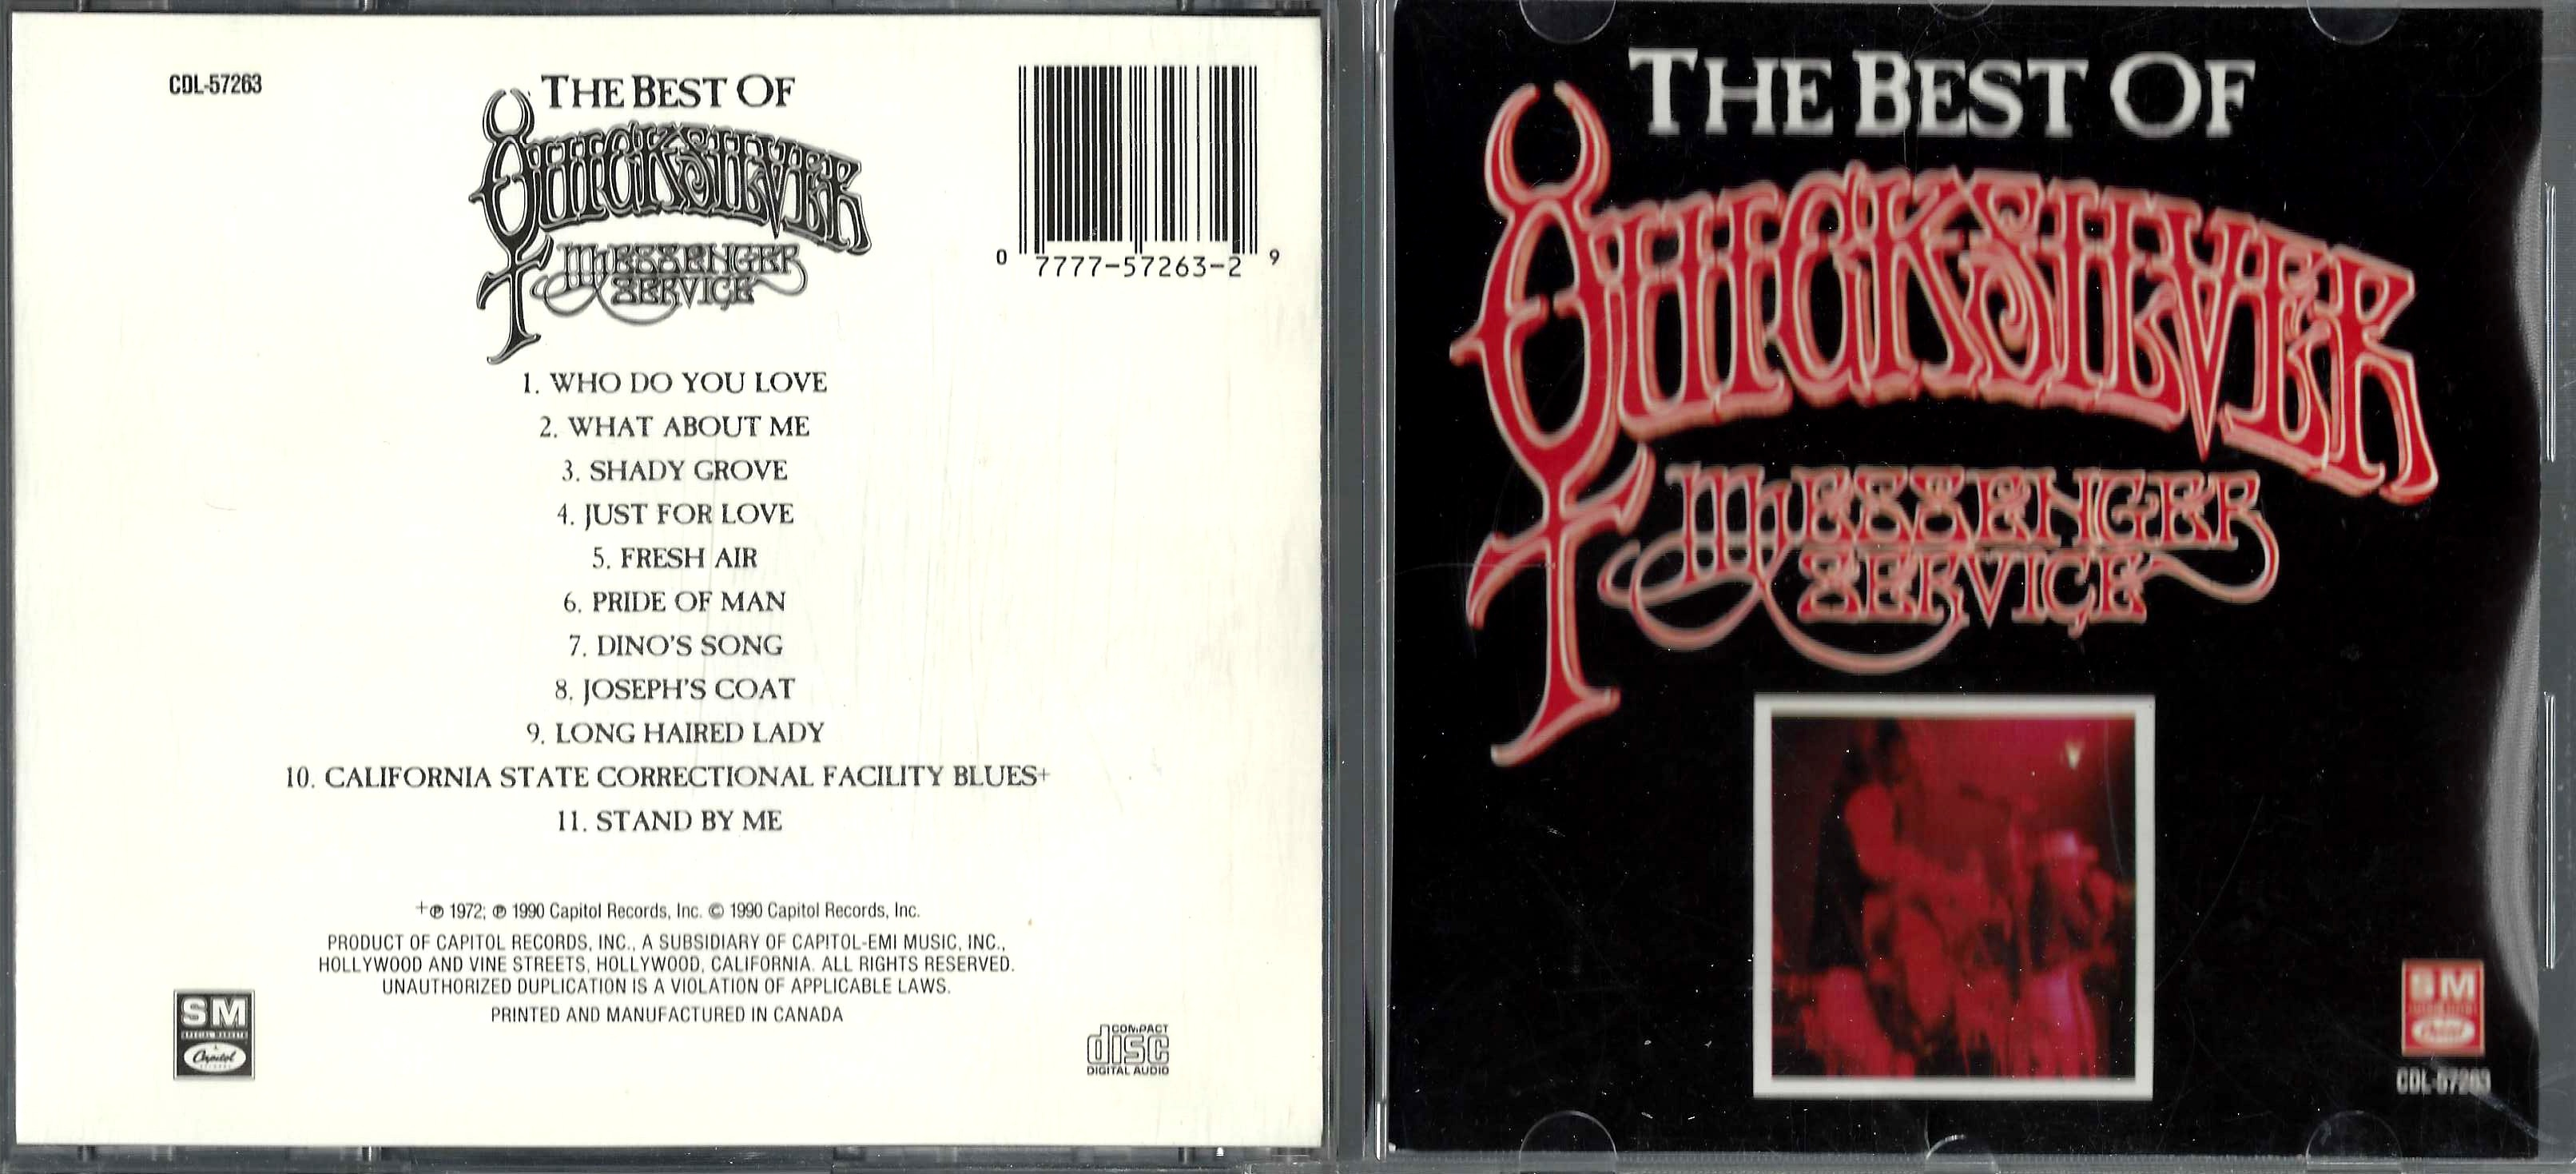 CDL-57263
THE BEST OF
QUICKSILVER
MESSENGER
SERVICE
0 7777-57263-2 9
1. WHO DO YOU LOVE
2. WHAT ABOUT ME
3. SHADY GROVE
4. JUST FOR LOVE
5. FRESH AIR
6. PRIDE OF MAN
7. DINO'S SONG
8. JOSEPH'S COAT
9. LONG HAIRED LADY
10. CALIFORNIA STATE CORRECTIONAL FACILITY BLUES+
11. STAND BY ME
+℗ 1972; ℗ 1990 Capitol Records, Inc. © 1990 Capitol Records, Inc.
PRODUCT OF CAPITOL RECORDS, INC., A SUBSIDIARY OF CAPITOL-EMI MUSIC, INC.,
HOLLYWOOD AND VINE STREETS, HOLLYWOOD, CALIFORNIA. ALL RIGHTS RESERVED.
UNAUTHORIZED DUPLICATION IS A VIOLATION OF APPLICABLE LAWS.
PRINTED AND MANUFACTURED IN CANADA
SM
SPECIAL MARKETS
Capitol
COMPACT
disc
DIGITAL AUDIO
THE BEST OF
QUICKSILVER
MESSENGER
SERVICE
SM
Capitol
CDL-57263